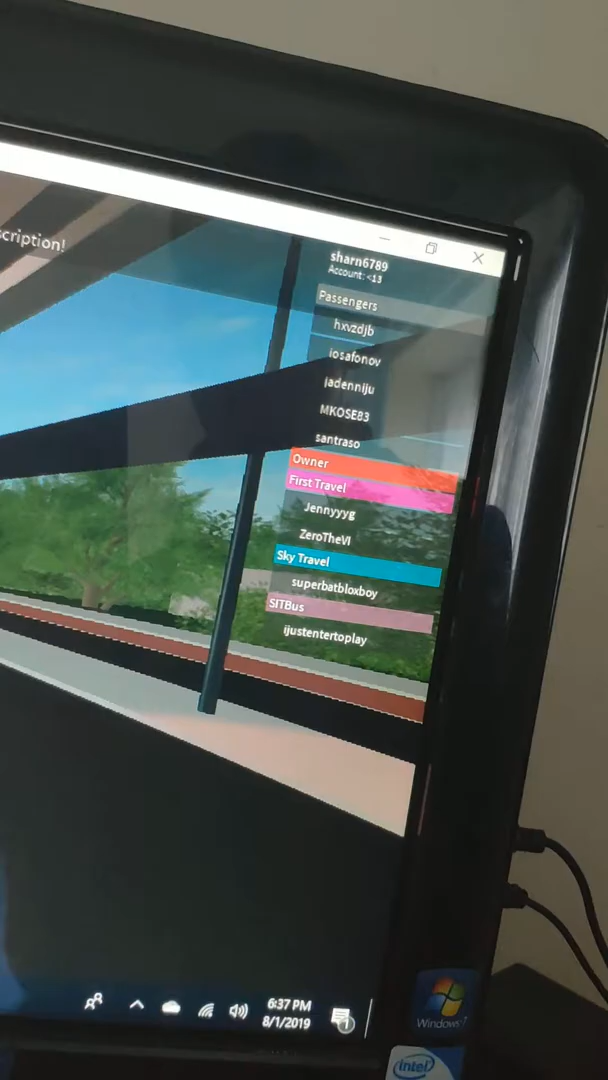 scription!
sharn6789
Account: <13
Passengers
hxvzdjb
iosafonov
jadenniju
MKOSE83
santraso
Owner
First Travel
Jennyyyg
ZeroTheVI
Sky Travel
superbatbloxboy
SITBus
ijustentertoplay
6:37 PM
8/1/2019
1
Windows 7
intel